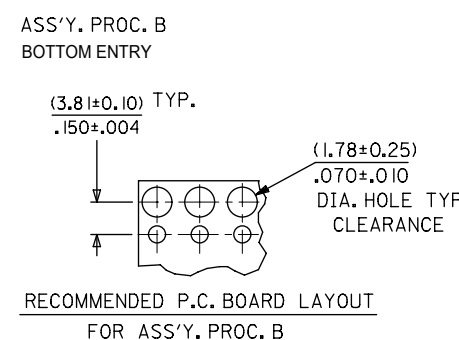 ASS'Y. PROC. B
BOTTOM ENTRY
(3.81±0.10) TYP.
.150±.004
(1.78±0.25)
.070±.010
DIA. HOLE TYP
CLEARANCE
RECOMMENDED P.C. BOARD LAYOUT
FOR ASS'Y. PROC. B